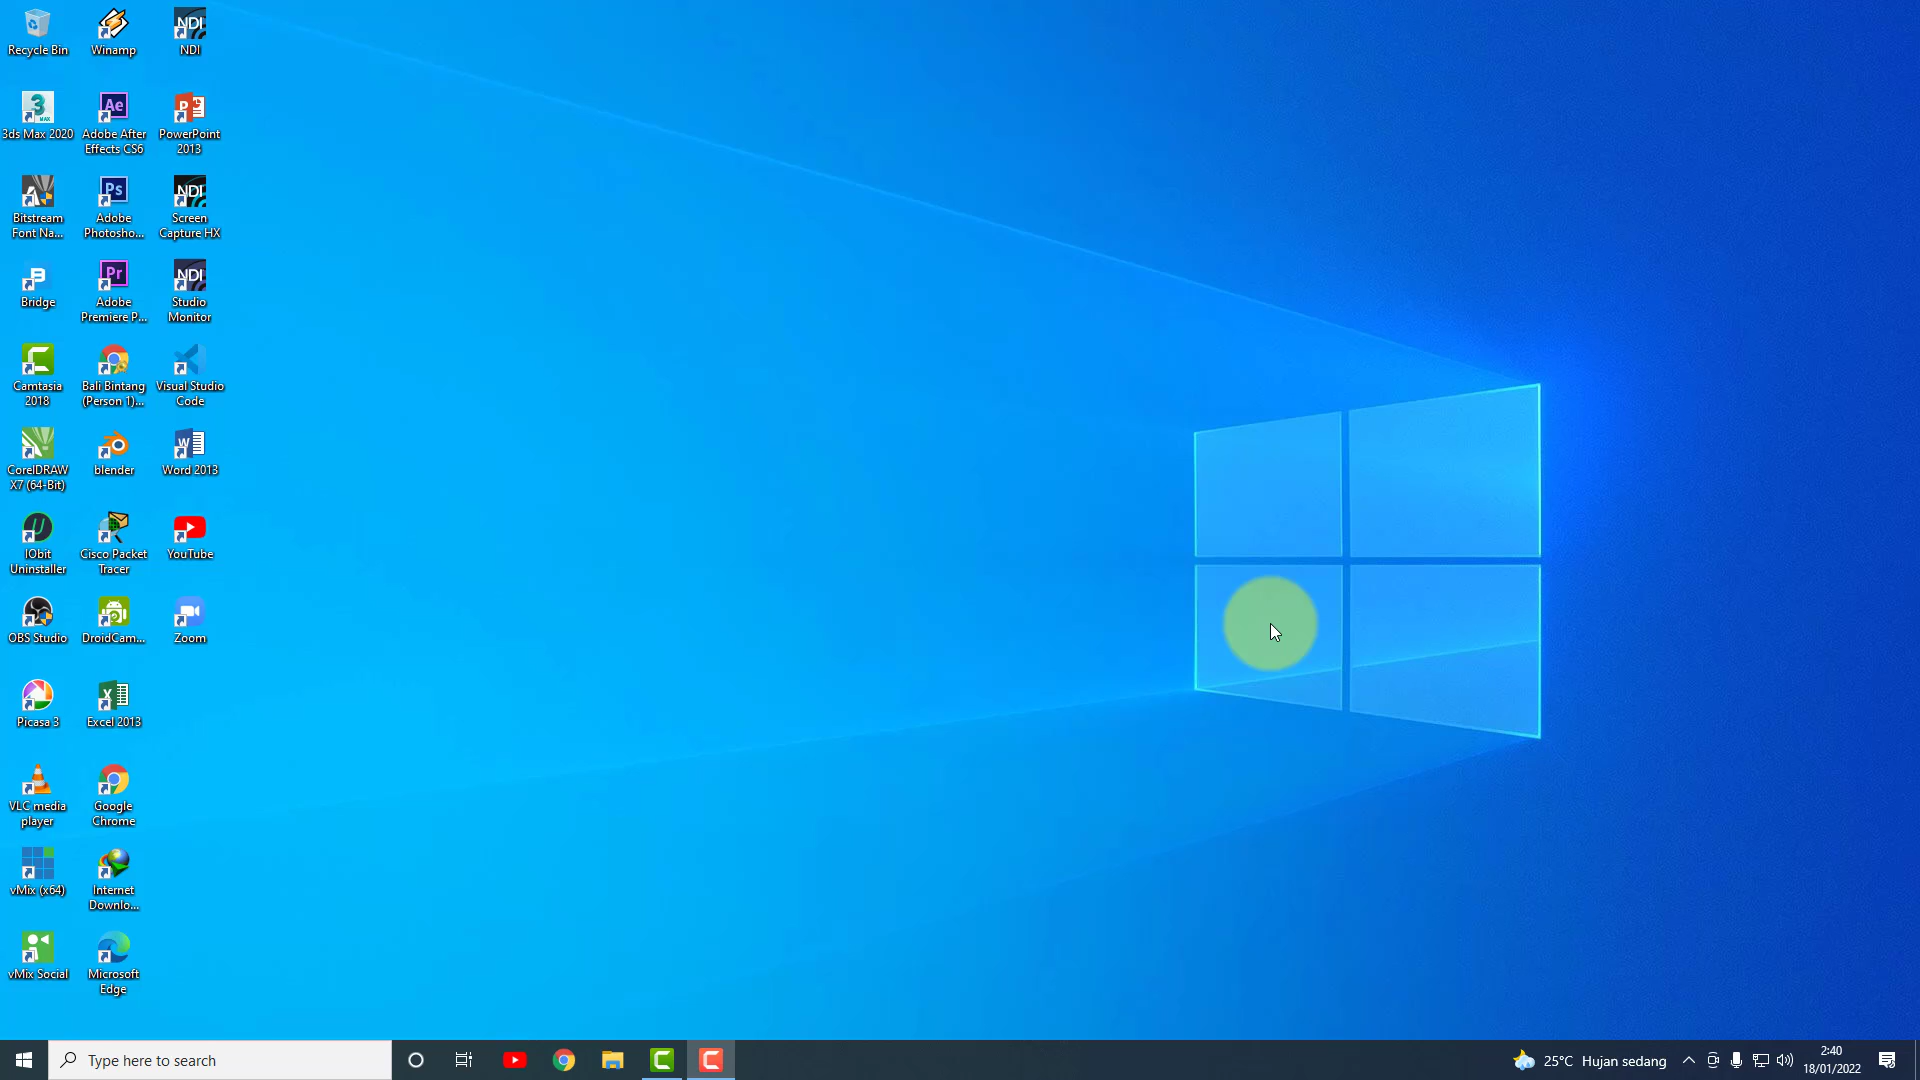 Recycle Bin
Winamp
NDI
3ds Max 2020
Adobe After
Effects CS6
PowerPoint
2013
Bitstream
Font Na...
Adobe
Photosho...
Screen
Capture HX
Bridge
Adobe
Premiere P...
Studio
Monitor
Camtasia
2018
Bali Bintang
(Person 1)...
Visual Studio
Code
CorelDRAW
X7 (64-Bit)
blender
Word 2013
IObit
Uninstaller
Cisco Packet
Tracer
YouTube
OBS Studio
DroidCam...
Zoom
Picasa 3
Excel 2013
VLC media
player
Google
Chrome
vMix (x64)
Internet
Downlo...
vMix Social
Microsoft
Edge
Type here to search
25°C Hujan sedang
2:40
18/01/2022